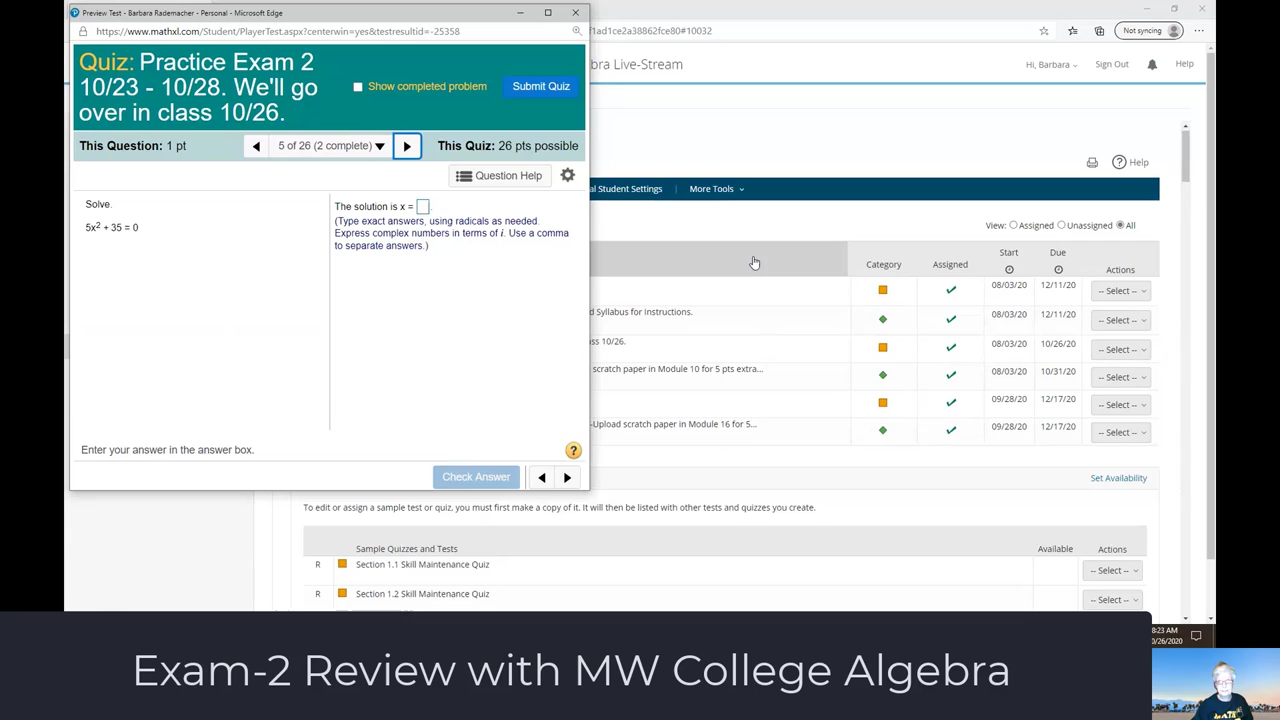 Preview Test - Barbara Rademacher - Personal - Microsoft Edge
https://www.mathxl.com/Student/PlayerTest.aspx?centerwin=yes&testresultid=-25358
f1ad1ce2a38862fce80#10032
Not syncing
Quiz: Practice Exam 2
10/23 - 10/28. We'll go
over in class 10/26.
Show completed problem
Submit Quiz
bra Live-Stream
Hi, Barbara
Sign Out
Help
This Question: 1 pt
5 of 26 (2 complete)
This Quiz: 26 pts possible
Question Help
Help
al Student Settings
More Tools
Solve.
5x² + 35 = 0
The solution is x =
(Type exact answers, using radicals as needed.
Express complex numbers in terms of i. Use a comma
to separate answers.)
View: Assigned Unassigned All
Category
Assigned
Start
Due
Actions
08/03/20 12/11/20 -- Select --
d Syllabus for Instructions. 08/03/20 12/11/20 -- Select --
ass 10/26. 08/03/20 10/26/20 -- Select --
scratch paper in Module 10 for 5 pts extra... 08/03/20 10/31/20 -- Select --
09/28/20 12/17/20 -- Select --
-Upload scratch paper in Module 16 for 5... 09/28/20 12/17/20 -- Select --
Enter your answer in the answer box.
?
Check Answer
Set Availability
To edit or assign a sample test or quiz, you must first make a copy of it. It will then be listed with other tests and quizzes you create.
Sample Quizzes and Tests
Available
Actions
R Section 1.1 Skill Maintenance Quiz -- Select --
R Section 1.2 Skill Maintenance Quiz -- Select --
8:23 AM
0/26/2020
Exam-2 Review with MW College Algebra